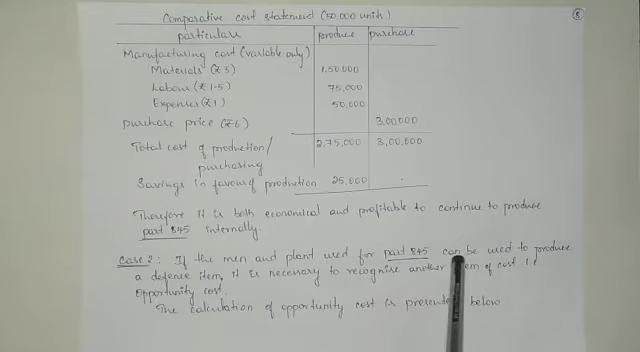 Comparative cost statement (50,000 units)
8
particulars produce purchase
Manufacturing cost (variable only)
Materials (₹3) 1,50,000
Labour (₹1.5) 75,000
Expenses (₹1) 50,000
purchase price (₹6) 3,00,000
Total cost of production/ 2,75,000 3,00,000
purchasing
Savings in favour of production 25,000 -
Therefore It is both economical and profitable to continue to produce
part 845 internally.
Case 2: If the men and plant used for part 845 can be used to produce
a defense item, It is necessary to recognise another of cost i.e
Opportunity cost.
The calculation of opportunity cost is below